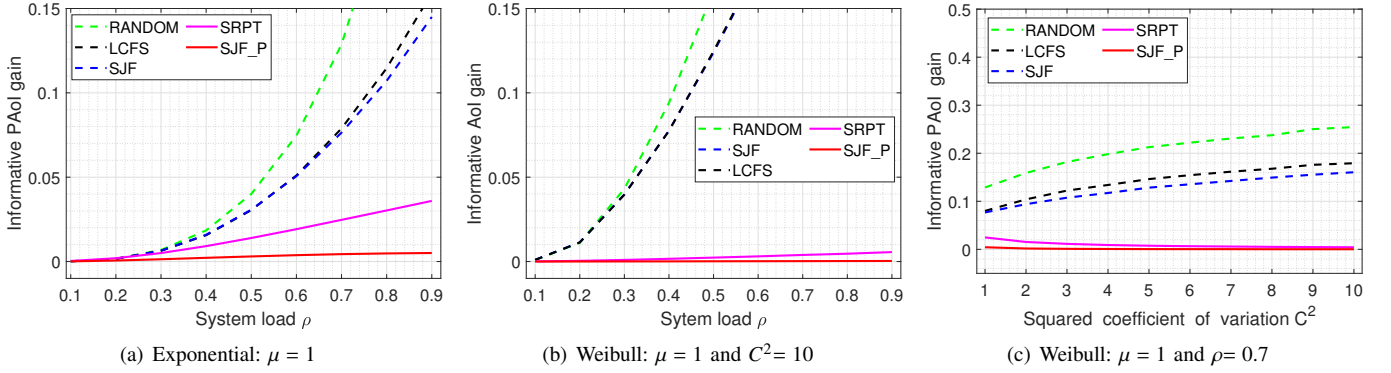 Informative PAoI gain
0.15
0.1
0.05
0
RANDOM
LCFS
SJF
SRPT
SJF_P
0.1 0.2 0.3 0.4 0.5 0.6 0.7 0.8 0.9
System load ρ
(a) Exponential: μ = 1
Informative AoI gain
0.15
0.1
0.05
0
RANDOM
SJF
LCFS
SRPT
SJF_P
0.1 0.2 0.3 0.4 0.5 0.6 0.7 0.8 0.9
Sytem load ρ
(b) Weibull: μ = 1 and C²= 10
Informative PAoI gain
0.5
0.4
0.3
0.2
0.1
0
RANDOM
LCFS
SJF
SRPT
SJF_P
1 2 3 4 5 6 7 8 9 10
Squared coefficient of variation C²
(c) Weibull: μ = 1 and ρ= 0.7